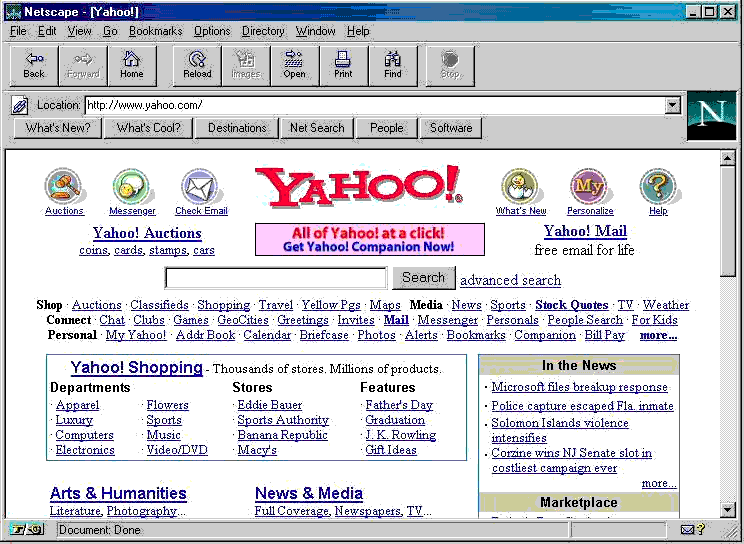 Netscape - [Yahoo!]
File Edit View Go Bookmarks Options Directory Window Help
Back Forward Home Reload Images Open Print Find Stop
Location: http://www.yahoo.com/
N
What's New? What's Cool? Destinations Net Search People Software
YAHOO!
Auctions Messenger Check Email
My
What's New Personalize Help
Yahoo! Auctions
coins, cards, stamps, cars
All of Yahoo! at a click!
Get Yahoo! Companion Now!
Yahoo! Mail
free email for life
Search advanced search
Shop · Auctions · Classifieds · Shopping · Travel · Yellow Pgs · Maps Media · News · Sports · Stock Quotes · TV · Weather
Connect · Chat · Clubs · Games · GeoCities · Greetings · Invites · Mail · Messenger · Personals · People Search · For Kids
Personal · My Yahoo! · Addr Book · Calendar · Briefcase · Photos · Alerts · Bookmarks · Companion · Bill Pay more...
Yahoo! Shopping - Thousands of stores. Millions of products.
Departments Stores Features
· Apparel · Flowers · Eddie Bauer · Father's Day
· Luxury · Sports · Sports Authority · Graduation
· Computers · Music · Banana Republic · J. K. Rowling
· Electronics · Video/DVD · Macy's · Gift Ideas
In the News
· Microsoft files breakup response
· Police capture escaped Fla. inmate
· Solomon Islands violence
intensifies
· Corzine wins NJ Senate slot in
costliest campaign ever
more...
Marketplace
Arts & Humanities
Literature, Photography...
News & Media
Full Coverage, Newspapers, TV...
Document: Done